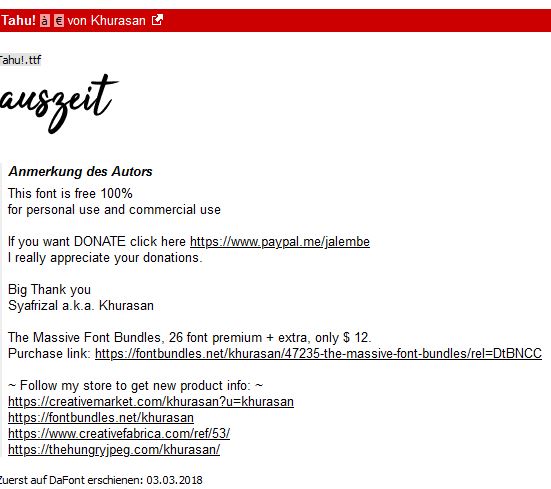 Tahu! à € von Khurasan
Tahu!.ttf
auszeit
Anmerkung des Autors
This font is free 100%
for personal use and commercial use
If you want DONATE click here https://www.paypal.me/jalembe
I really appreciate your donations.
Big Thank you
Syafrizal a.k.a. Khurasan
The Massive Font Bundles, 26 font premium + extra, only $ 12.
Purchase link: https://fontbundles.net/khurasan/47235-the-massive-font-bundles/rel=DtBNCC
~ Follow my store to get new product info: ~
https://creativemarket.com/khurasan?u=khurasan
https://fontbundles.net/khurasan
https://www.creativefabrica.com/ref/53/
https://thehungryjpeg.com/khurasan/
Zuerst auf DaFont erschienen: 03.03.2018